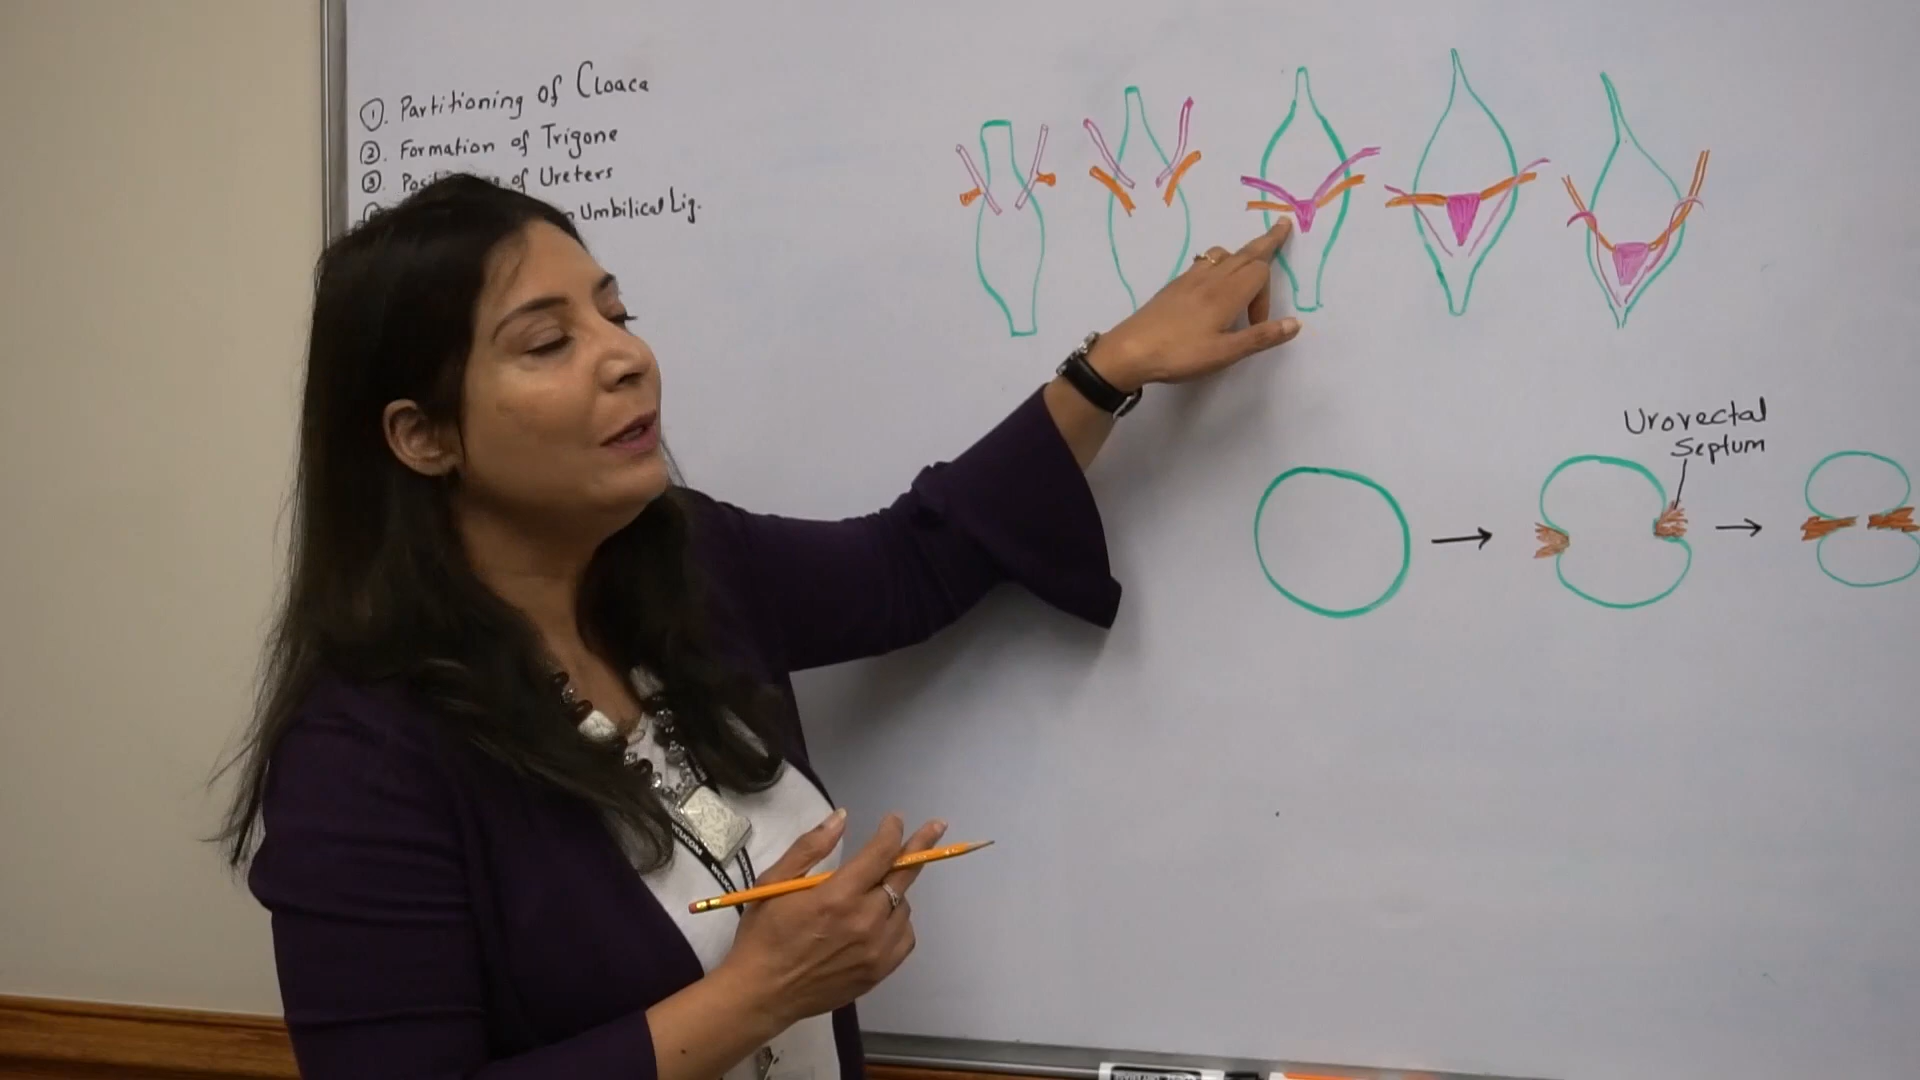 1. Partitioning of Cloaca
2. Formation of Trigone
3. of Ureters
Umbilical Lig.
Urorectal
Septum